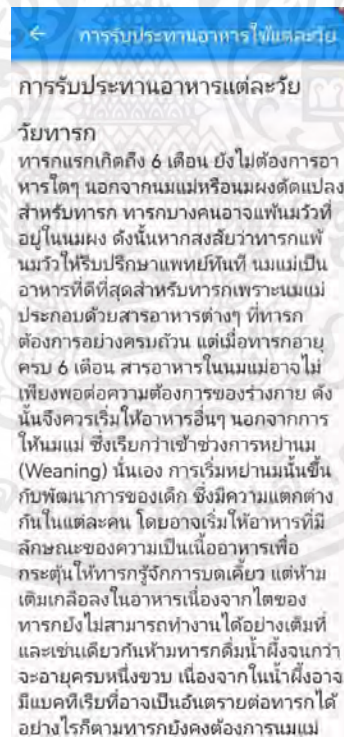 การรับประทานอาหารในแต่ละวัย
การรับประทานอาหารแต่ละวัย
วัยทารก
ทารกแรกเกิดถึง 6 เดือน ยังไม่ต้องการอา
หารใดๆ นอกจากนมแม่หรือนมผงดัดแปลง
สำหรับทารก ทารกบางคนอาจแพ้นมวัวที่
อยู่ในนมผง ดังนั้นหากสงสัยว่าทารกแพ้
นมวัวให้รีบปรึกษาแพทย์ทันที นมแม่เป็น
อาหารที่ดีที่สุดสำหรับทารกเพราะนมแม่
ประกอบด้วยสารอาหารต่างๆ ที่ทารก
ต้องการอย่างครบถ้วน แต่เมื่อทารกอายุ
ครบ 6 เดือน สารอาหารในนมแม่อาจไม่
เพียงพอต่อความต้องการของร่างกาย ดัง
นั้นจึงควรเริ่มให้อาหารอื่นๆ นอกจากการ
ให้นมแม่ ซึ่งเรียกว่าเข้าช่วงการหย่านม
(Weaning) นั่นเอง การเริ่มหย่านมนั้นขึ้น
กับพัฒนาการของเด็ก ซึ่งมีความแตกต่าง
กันในแต่ละคน โดยอาจเริ่มให้อาหารที่มี
ลักษณะของความเป็นเนื้ออาหารเพื่อ
กระตุ้นให้ทารกรู้จักการบดเคี้ยว แต่ห้าม
เติมเกลือลงในอาหารเนื่องจากไตของ
ทารกยังไม่สามารถทำงานได้อย่างเต็มที่
และเช่นเดียวกันห้ามทารกดื่มน้ำผึ้งจนกว่า
จะอายุครบหนึ่งขวบ เนื่องจากในน้ำผึ้งอาจ
มีแบคทีเรียที่อาจเป็นอันตรายต่อทารกได้
อย่างไรก็ตามทารกยังคงต้องการนมแม่